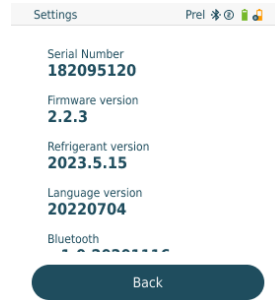 Settings
Prel
Serial Number
182095120
Firmware version
2.2.3
Refrigerant version
2023.5.15
Language version
20220704
Bluetooth
Back